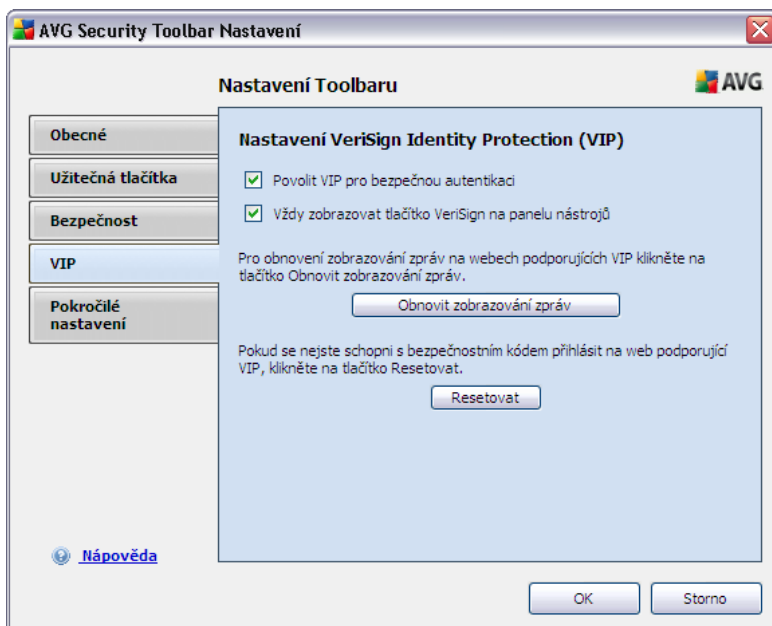 AVG Security Toolbar Nastavení
Nastavení Toolbaru
AVG
Obecné
Užitečná tlačítka
Bezpečnost
VIP
Pokročilé
nastavení
Nastavení VeriSign Identity Protection (VIP)
Povolit VIP pro bezpečnou autentikaci
Vždy zobrazovat tlačítko VeriSign na panelu nástrojů
Pro obnovení zobrazování zpráv na webech podporujících VIP klikněte na
tlačítko Obnovit zobrazování zpráv.
Obnovit zobrazování zpráv
Pokud se nejste schopni s bezpečnostním kódem přihlásit na web podporující
VIP, klikněte na tlačítko Resetovat.
Resetovat
Nápověda
OK
Storno